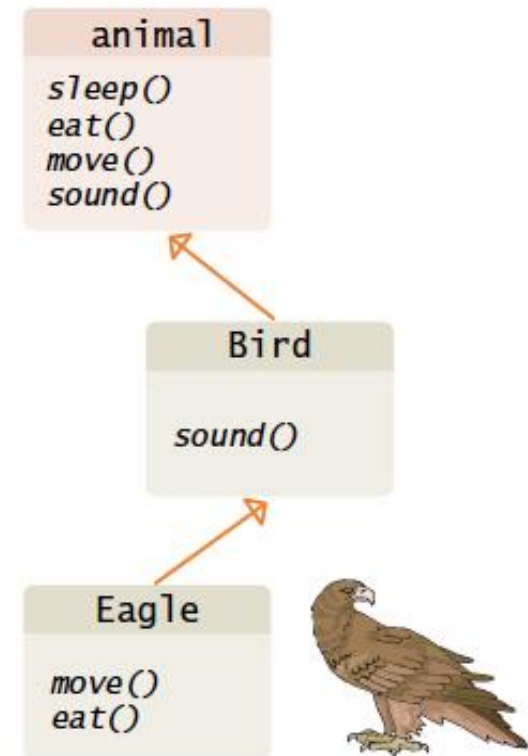 animal
sleep()
eat()
move()
sound()
Bird
sound()
Eagle
move()
eat()